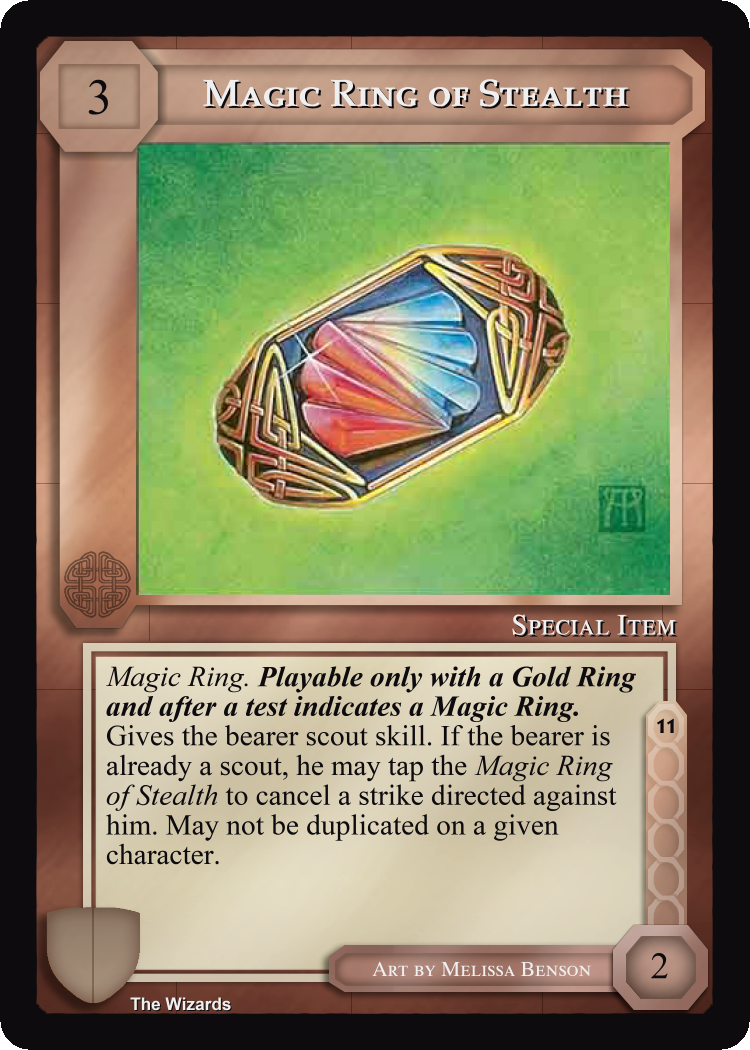 3
Magic Ring of Stealth
Special Item
Magic Ring. Playable only with a Gold Ring
and after a test indicates a Magic Ring.
Gives the bearer scout skill. If the bearer is
already a scout, he may tap the Magic Ring
of Stealth to cancel a strike directed against
him. May not be duplicated on a given
character.
11
Art by Melissa Benson
2
The Wizards